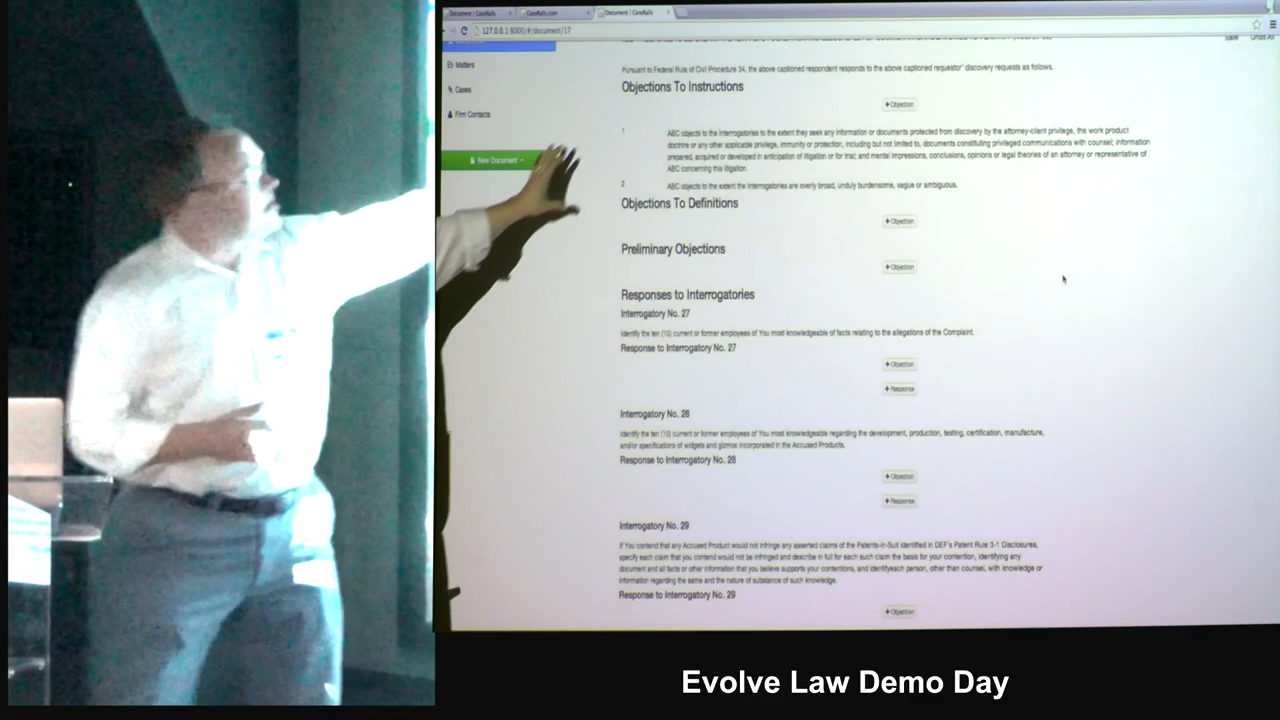 Document | CaseRails
CaseRails.com
Document | CaseRails
127.0.0.1:8000/#/document/17
Save
Undo All
Matters
Cases
Firm Contacts
New Document
Pursuant to Federal Rule of Civil Procedure 34, the above captioned respondent responds to the above captioned requestor' discovery requests as follows.
Objections To Instructions
+Objection
1
ABC objects to the Interrogatories to the extent they seek any information or documents protected from discovery by the attorney-client privilege, the work product
doctrine or any other applicable privilege, immunity or protection, including but not limited to, documents constituting privileged communications with counsel; information
prepared, acquired or developed in anticipation of litigation or for trial; and mental impressions, conclusions, opinions or legal theories of an attorney or representative of
ABC concerning this litigation.
2
ABC objects to the extent the Interrogatories are overly broad, unduly burdensome, vague or ambiguous.
Objections To Definitions
+Objection
Preliminary Objections
+Objection
Responses to Interrogatories
Interrogatory No. 27
Identify the ten (10) current or former employees of You most knowledgeable of facts relating to the allegations of the Complaint.
Response to Interrogatory No. 27
+Objection
+Response
Interrogatory No. 28
Identify the ten (10) current or former employees of You most knowledgeable regarding the development, production, testing, certification, manufacture,
and/or specifications of widgets and gizmos incorporated in the Accused Products.
Response to Interrogatory No. 28
+Objection
+Response
Interrogatory No. 29
If You contend that any Accused Product would not infringe any asserted claims of the Patents-in-Suit identified in DEF's Patent Rule 3-1 Disclosures,
specify each claim that you contend would not be infringed and describe in full for each such claim the basis for your contention, identifying any
document and all facts or other information that you believe supports your contentions, and identifyeach person, other than counsel, with knowledge or
information regarding the same and the nature of substance of such knowledge.
Response to Interrogatory No. 29
+Objection
Evolve Law Demo Day